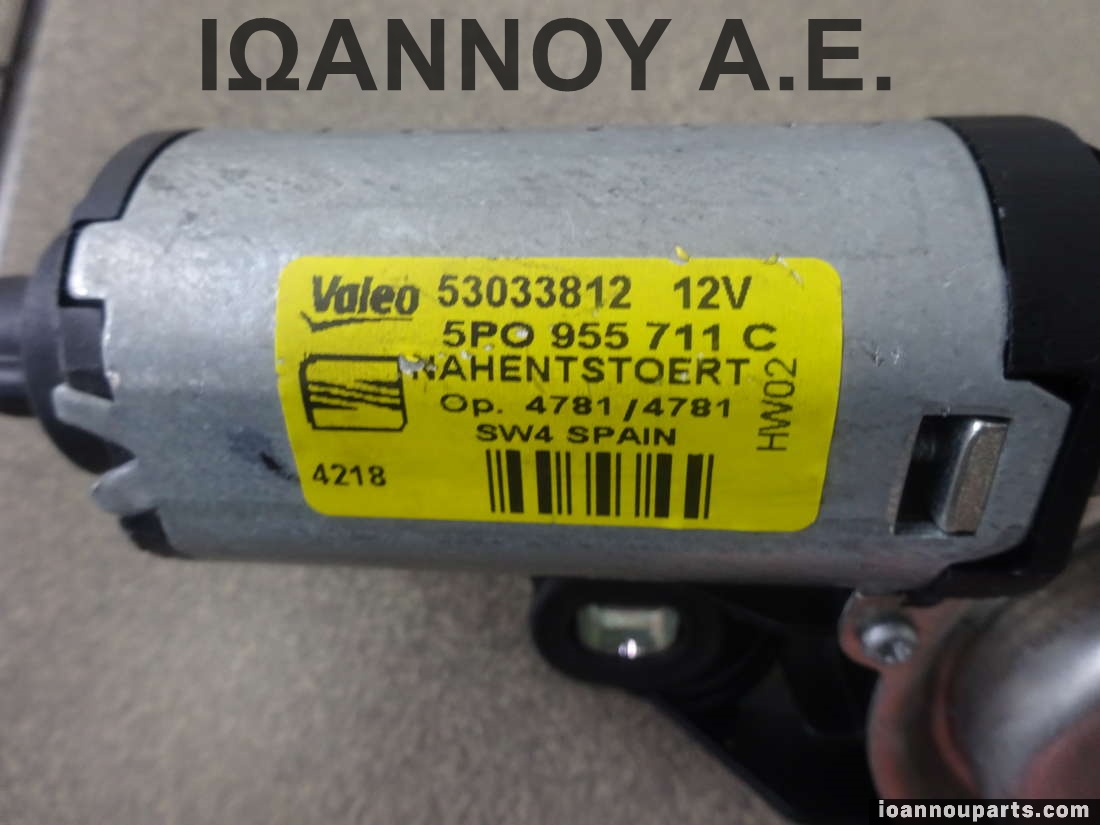 ΙΩΑΝΝΟΥ Α.Ε.
Valeo 53033812 12V
5PO 955 711 C
NAHENTSTOERT
Op. 4781/4781
SW4 SPAIN
HW02
4218
ioannouparts.com